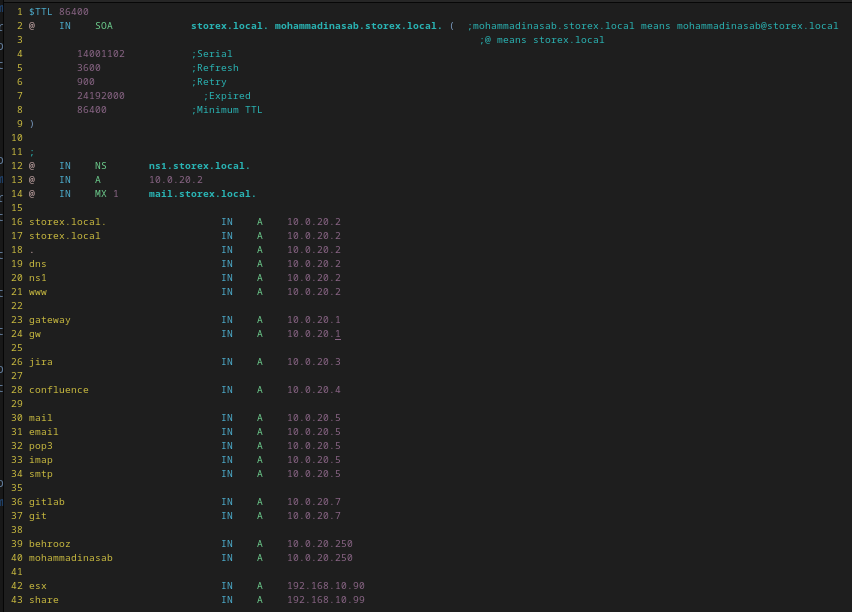 1 $TTL 86400
2 @ IN SOA storex.local. mohammadinasab.storex.local. ( ;mohammadinasab.storex.local means mohammadinasab@storex.local
3 ;@ means storex.local
4 14001102 ;Serial
5 3600 ;Refresh
6 900 ;Retry
7 24192000 ;Expired
8 86400 ;Minimum TTL
9 )
10
11 ;
12 @ IN NS ns1.storex.local.
13 @ IN A 10.0.20.2
14 @ IN MX 1 mail.storex.local.
15
16 storex.local. IN A 10.0.20.2
17 storex.local IN A 10.0.20.2
18 . IN A 10.0.20.2
19 dns IN A 10.0.20.2
20 ns1 IN A 10.0.20.2
21 www IN A 10.0.20.2
22
23 gateway IN A 10.0.20.1
24 gw IN A 10.0.20.1
25
26 jira IN A 10.0.20.3
27
28 confluence IN A 10.0.20.4
29
30 mail IN A 10.0.20.5
31 email IN A 10.0.20.5
32 pop3 IN A 10.0.20.5
33 imap IN A 10.0.20.5
34 smtp IN A 10.0.20.5
35
36 gitlab IN A 10.0.20.7
37 git IN A 10.0.20.7
38
39 behrooz IN A 10.0.20.250
40 mohammadinasab IN A 10.0.20.250
41
42 esx IN A 192.168.10.90
43 share IN A 192.168.10.99